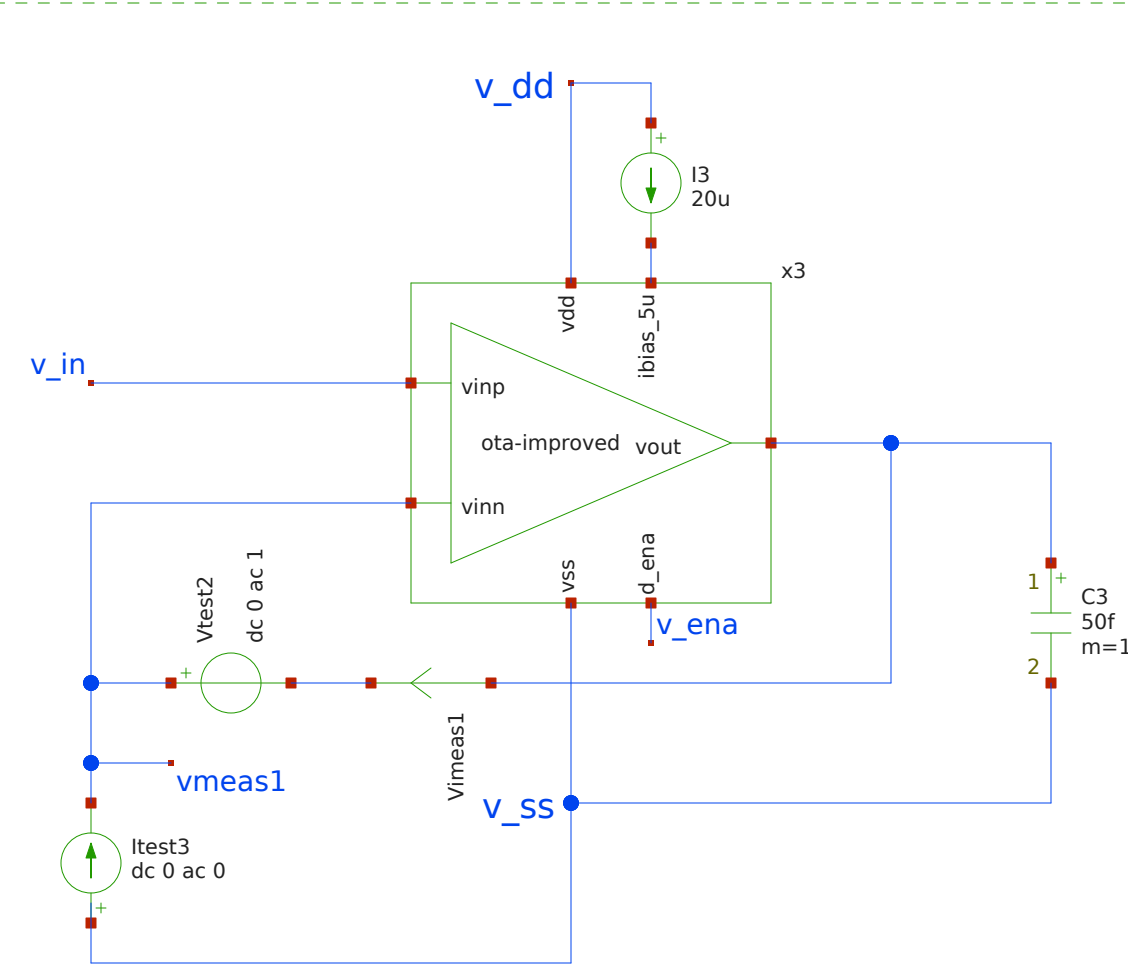 v_dd
+
I3
20u
x3
vdd
ibias_5u
v_in
vinp
ota-improved
vout
vinn
vss
d_ena
v_ena
Vtest2
dc 0 ac 1
+
1
+
C3
50f
m=1
2
Vimeas1
vmeas1
v_ss
Itest3
dc 0 ac 0
+